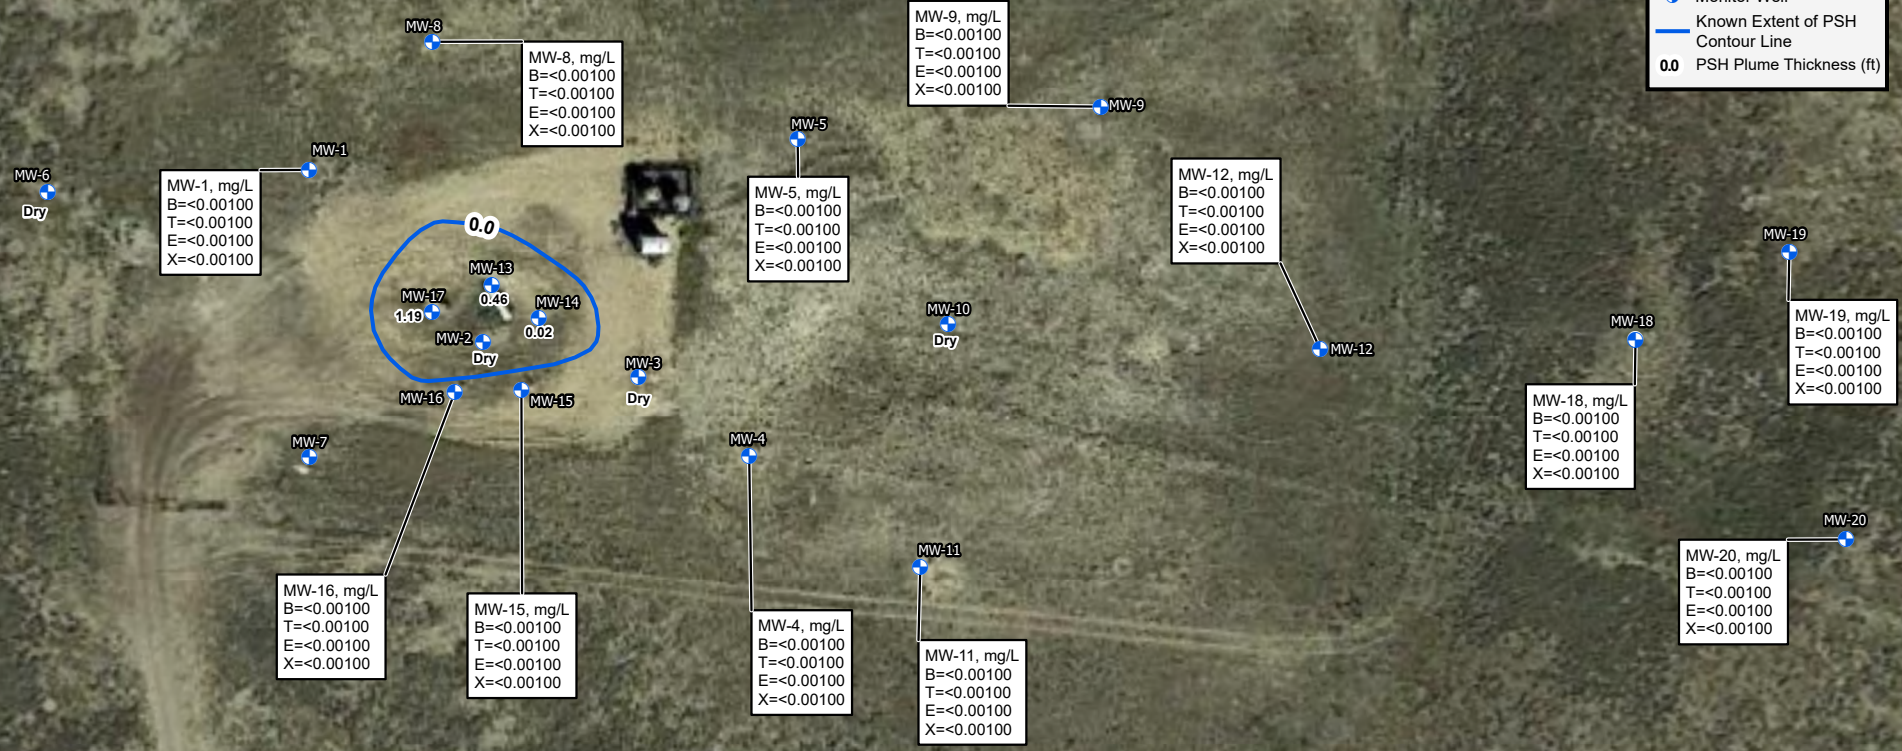 Monitor Well
Known Extent of PSH
Contour Line
0.0 PSH Plume Thickness (ft)
MW-8
MW-8, mg/L
B=<0.00100
T=<0.00100
E=<0.00100
X=<0.00100
MW-9, mg/L
B=<0.00100
T=<0.00100
E=<0.00100
X=<0.00100
MW-9
MW-1
MW-1, mg/L
B=<0.00100
T=<0.00100
E=<0.00100
X=<0.00100
MW-6
Dry
MW-5
MW-5, mg/L
B=<0.00100
T=<0.00100
E=<0.00100
X=<0.00100
MW-12, mg/L
B=<0.00100
T=<0.00100
E=<0.00100
X=<0.00100
MW-12
0.0
MW-13
0.46
MW-17
1.19
MW-14
0.02
MW-2
Dry
MW-3
Dry
MW-10
Dry
MW-19
MW-19, mg/L
B=<0.00100
T=<0.00100
E=<0.00100
X=<0.00100
MW-18
MW-18, mg/L
B=<0.00100
T=<0.00100
E=<0.00100
X=<0.00100
MW-16
MW-15
MW-7
MW-4
MW-11
MW-20
MW-20, mg/L
B=<0.00100
T=<0.00100
E=<0.00100
X=<0.00100
MW-16, mg/L
B=<0.00100
T=<0.00100
E=<0.00100
X=<0.00100
MW-15, mg/L
B=<0.00100
T=<0.00100
E=<0.00100
X=<0.00100
MW-4, mg/L
B=<0.00100
T=<0.00100
E=<0.00100
X=<0.00100
MW-11, mg/L
B=<0.00100
T=<0.00100
E=<0.00100
X=<0.00100